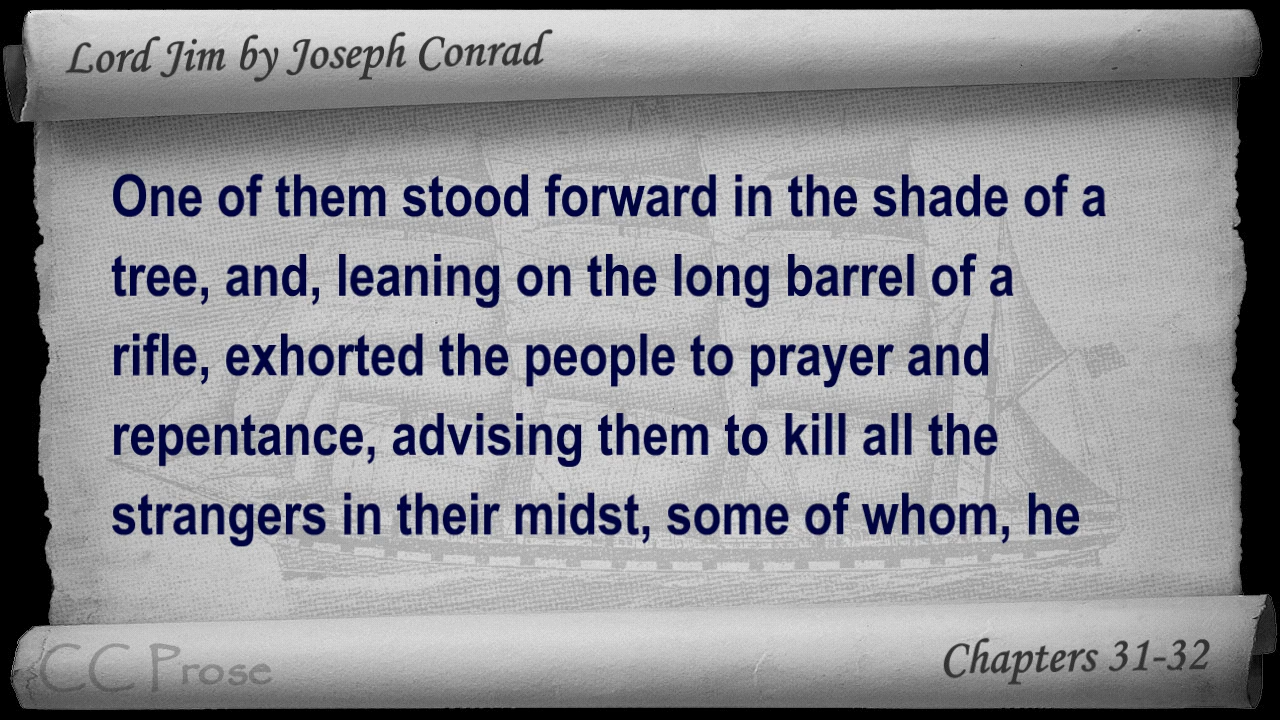 Lord Jim by Joseph Conrad
One of them stood forward in the shade of a
tree, and, leaning on the long barrel of a
rifle, exhorted the people to prayer and
repentance, advising them to kill all the
strangers in their midst, some of whom, he
CC Prose
Chapters 31-32